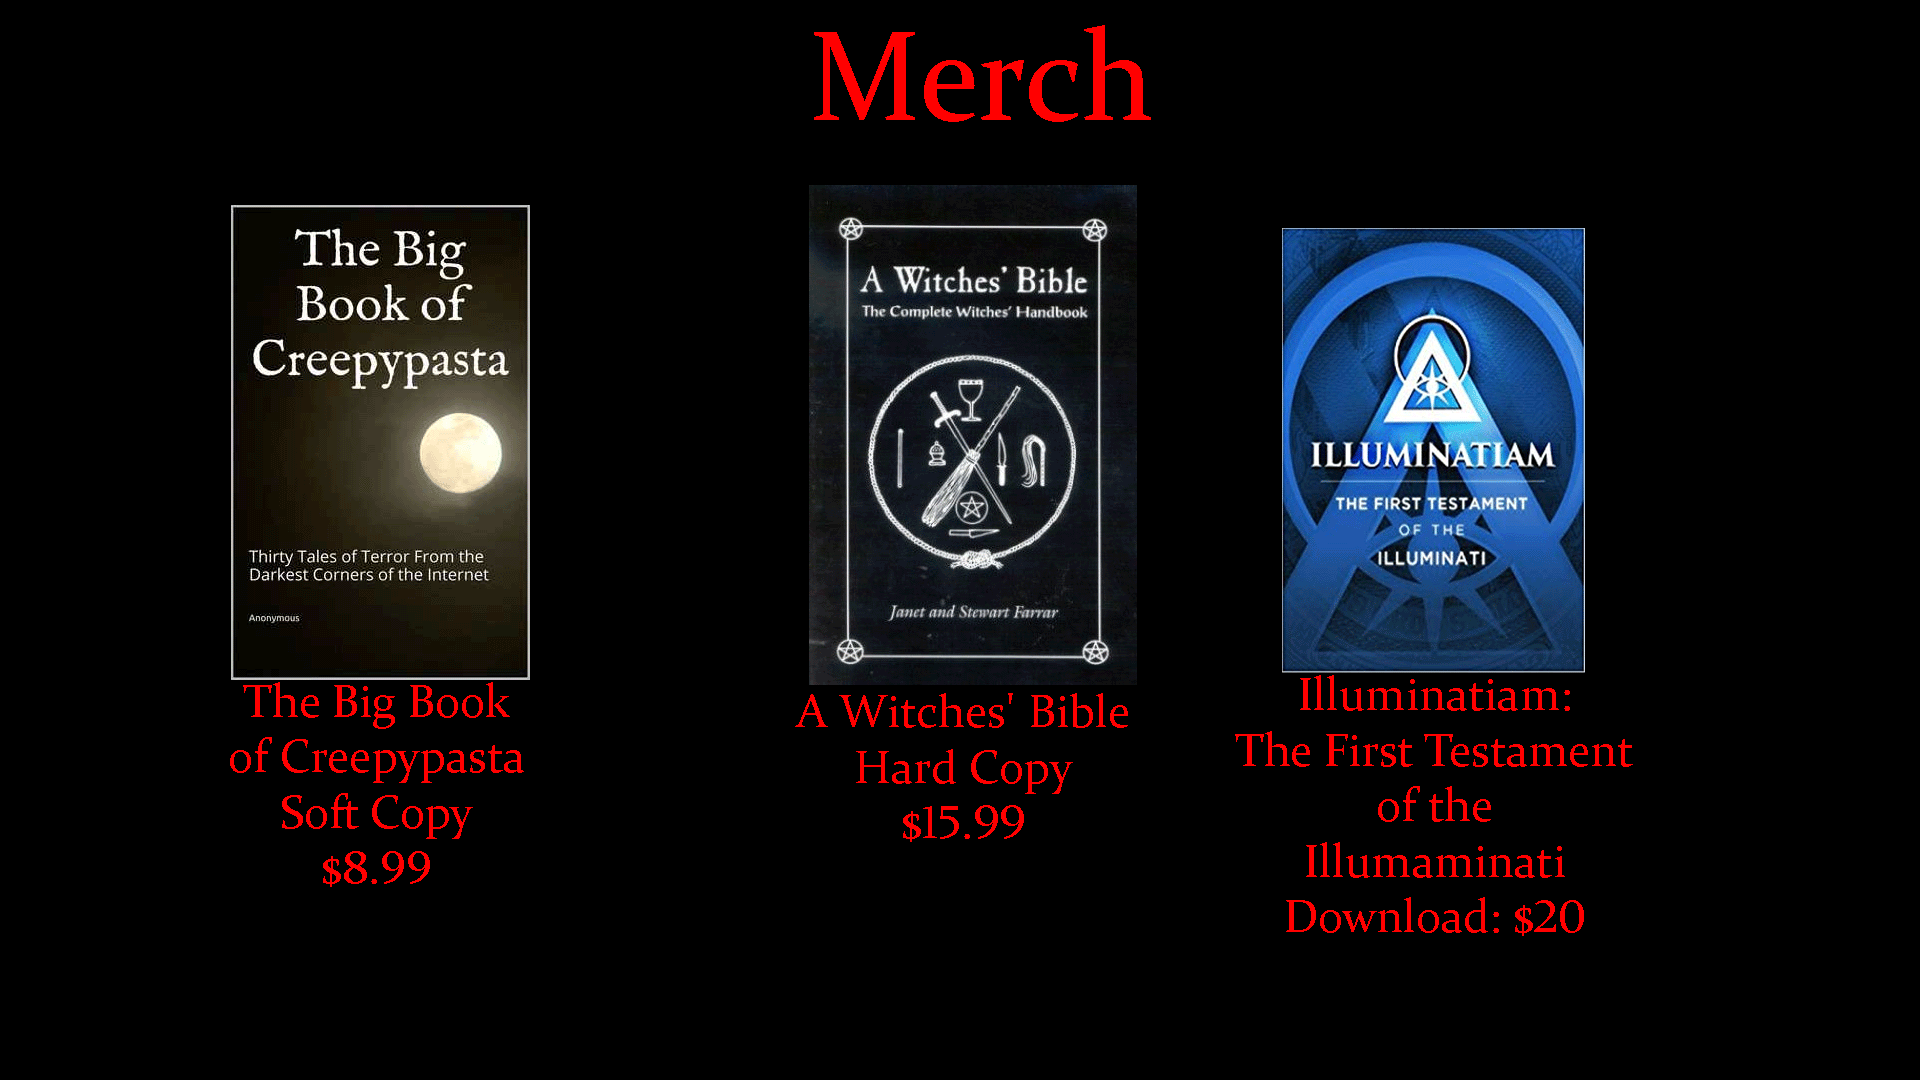 Merch
The Big
Book of
Creepypasta
Thirty Tales of Terror From the
Darkest Corners of the Internet
Anonymous
The Big Book
of Creepypasta
Soft Copy
$8.99
A Witches' Bible
The Complete Witches' Handbook
Janet and Stewart Farrar
A Witches' Bible
Hard Copy
$15.99
ILLUMINATIAM
THE FIRST TESTAMENT
OF THE
ILLUMINATI
Illuminatiam:
The First Testament
of the
Illumaminati
Download: $20